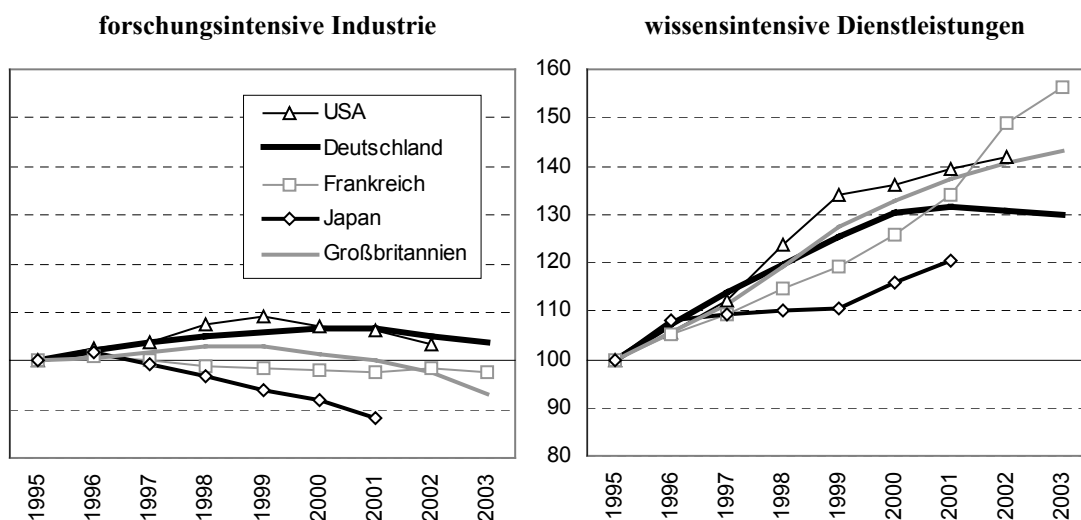 forschungsintensive Industrie
wissensintensive Dienstleistungen
USA
Deutschland
Frankreich
Japan
Großbritannien
160
150
140
130
120
110
100
90
80
1995 1996 1997 1998 1999 2000 2001 2002 2003
1995 1996 1997 1998 1999 2000 2001 2002 2003